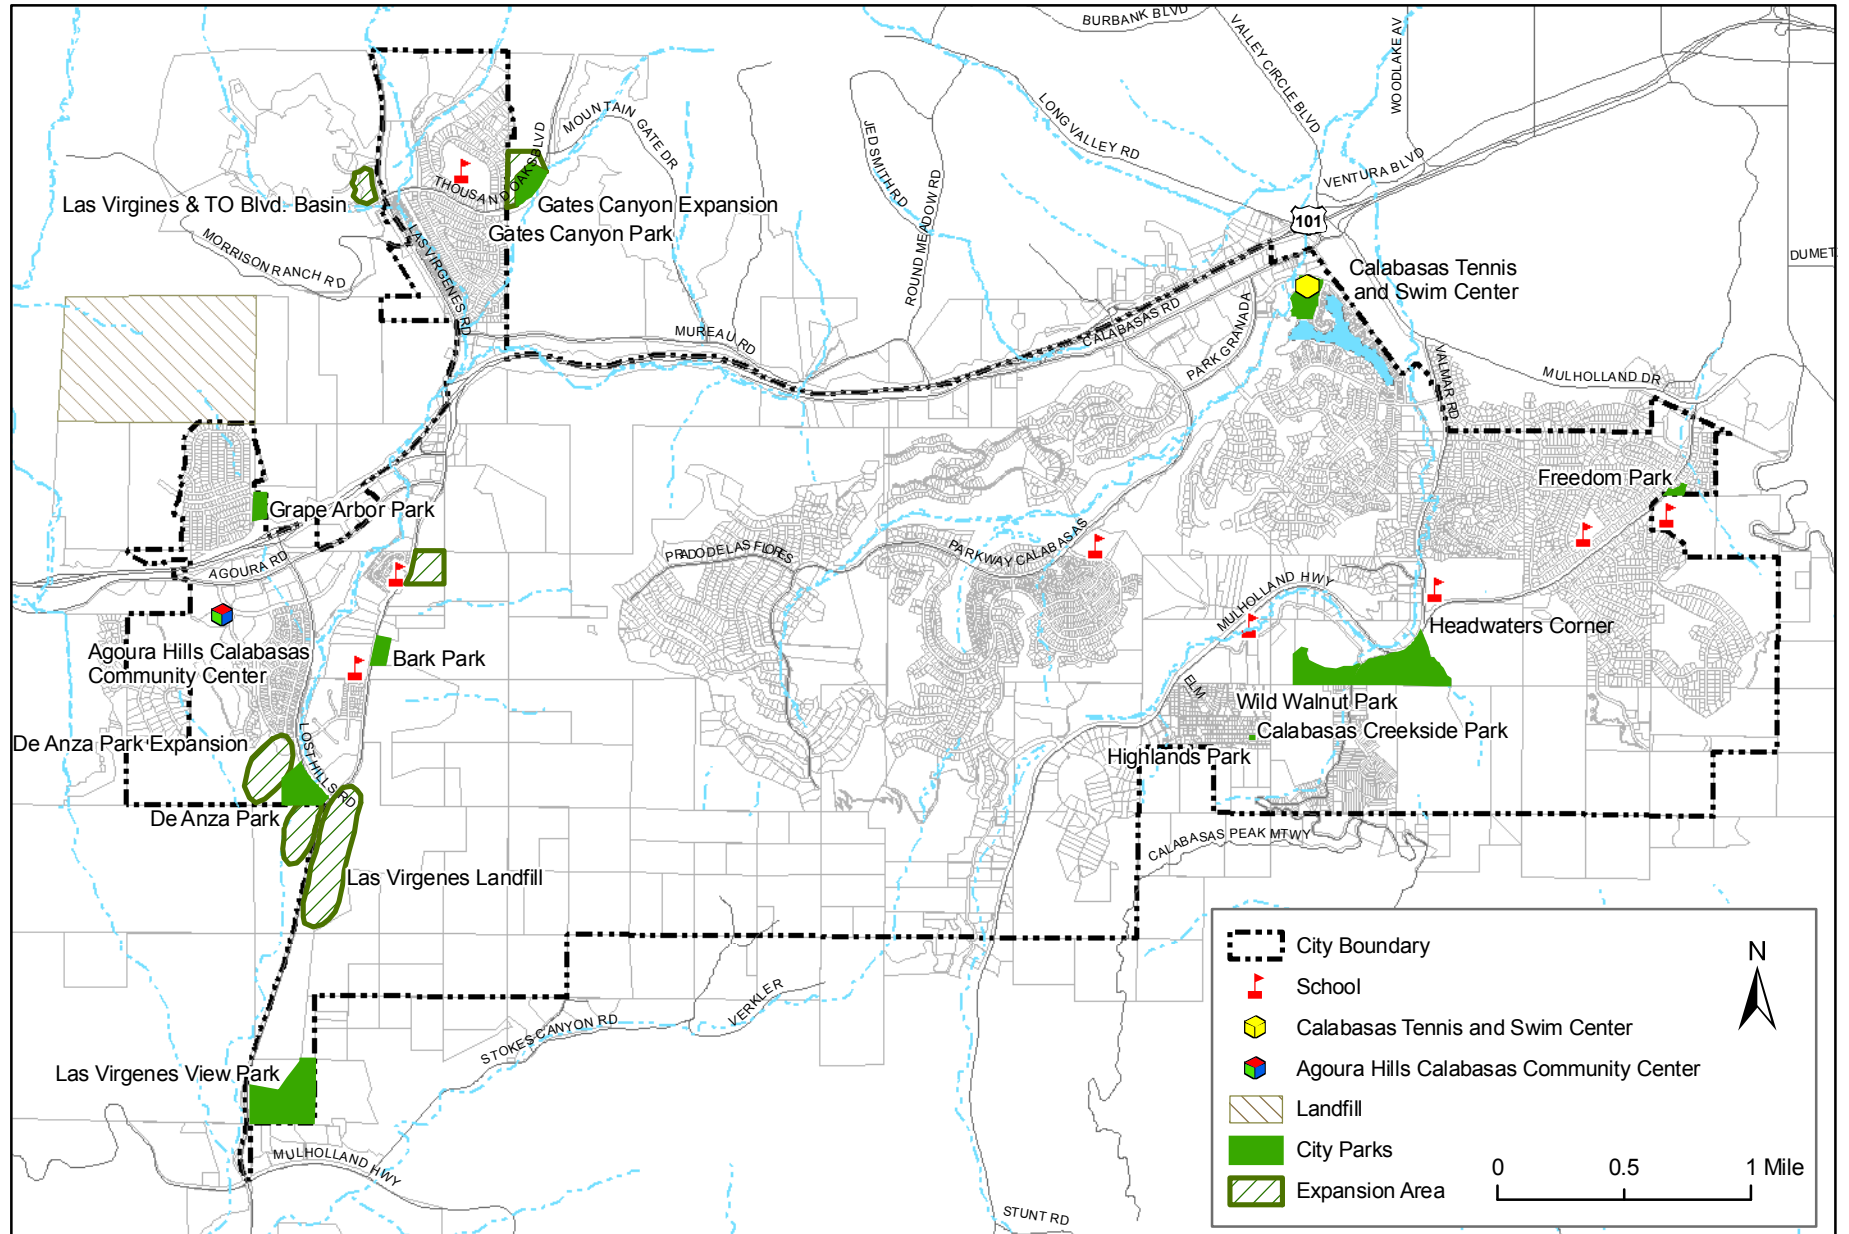 BURBANK BLVD
VALLEY CIRCLE BLVD
WOODLAKE AV
MOUNTAIN GATE DR
LONG VALLEY RD
JED SMITH RD
VENTURA BLVD
THOUSAND OAKS BLVD
ROUND MEADOW RD
Las Virgines & TO Blvd. Basin
Gates Canyon Expansion
Gates Canyon Park
101
MORRISON RANCH RD
LAS VIRGENES RD
DUMET
Calabasas Tennis
and Swim Center
MUREAU RD
CALABASAS RD
PARK GRANADA
VALMAR RD
MULHOLLAND DR
Freedom Park
Grape Arbor Park
AGOURA RD
PRADO DE LAS FLORES
PARKWAY CALABASAS
MULHOLLAND HWY
Headwaters Corner
Agoura Hills Calabasas
Community Center
Bark Park
ELM
Wild Walnut Park
Calabasas Creekside Park
Highlands Park
De Anza Park Expansion
LOST HILLS RD
De Anza Park
CALABASAS PEAK MTWY
Las Virgenes Landfill
STOKES CANYON RD
VERKLER
Las Virgenes View Park
MULHOLLAND HWY
STUNT RD
City Boundary
School
Calabasas Tennis and Swim Center
Agoura Hills Calabasas Community Center
Landfill
City Parks
Expansion Area
N
0 0.5 1 Mile